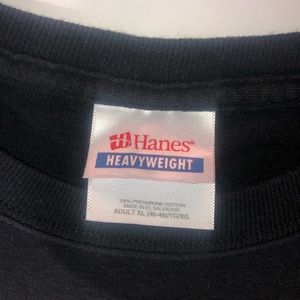 Hanes®
HEAVYWEIGHT
100% PRESHRUNK COTTON
MADE IN EL SALVADOR
ADULT XL (46-48)/TG/XG